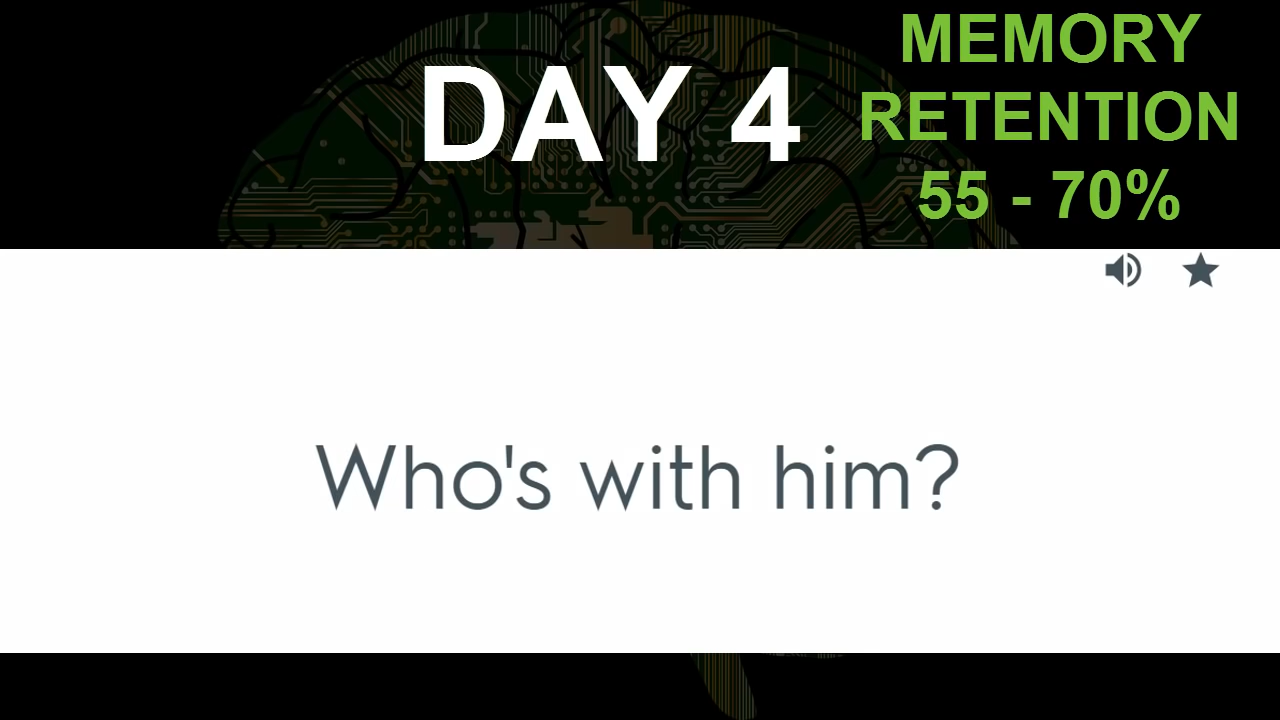 DAY 4
MEMORY
RETENTION
55 - 70%
Who's with him?